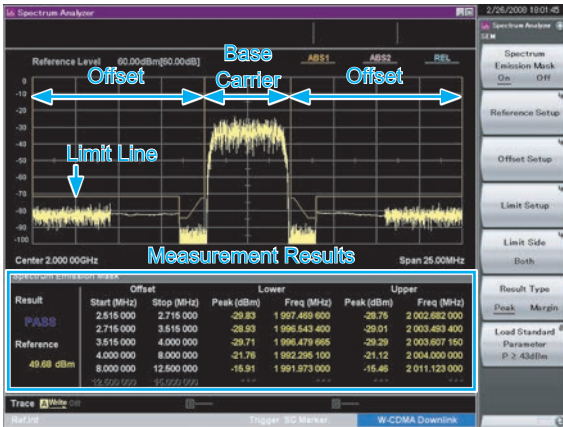 Spectrum Analyzer
2/26/2008 18:01:45
Spectrum Analyzer
SEM
Reference Level 60.00dBm[60.00dB]
ABS1 ABS2 REL
Base
Carrier
Offset
Offset
Limit Line
0
-10
-20
-30
-40
-50
-60
-70
-80
-90
-100
Center 2.000 00GHz
Span 25.00MHz
Measurement Results
Spectrum Emission Mask
Offset Lower Upper
Result Start (MHz) Stop (MHz) Peak (dBm) Freq (MHz) Peak (dBm) Freq (MHz)
PASS
Reference
49.68 dBm
2.515 000 2.715 000 -29.83 1 997.469 600 -28.75 2 002.682 000
2.715 000 3.515 000 -28.93 1 996.543 400 -29.01 2 003.493 400
3.515 000 4.000 000 -29.71 1 996.479 665 -29.29 2 003.607 150
4.000 000 8.000 000 -21.76 1 992.295 100 -21.12 2 004.000 000
8.000 000 12.500 000 -15.91 1 991.973 000 -15.46 2 011.123 000
12.500 000 15.000 000 *** *** *** ***
Trace A Write Off
Ref.Int
Trigger SG Marker
W-CDMA Downlink
Spectrum
Emission Mask
On Off
Reference Setup
Offset Setup
Limit Setup
Limit Side
Both
Result Type
Peak Margin
Load Standard
Parameter
P ≥ 43dBm